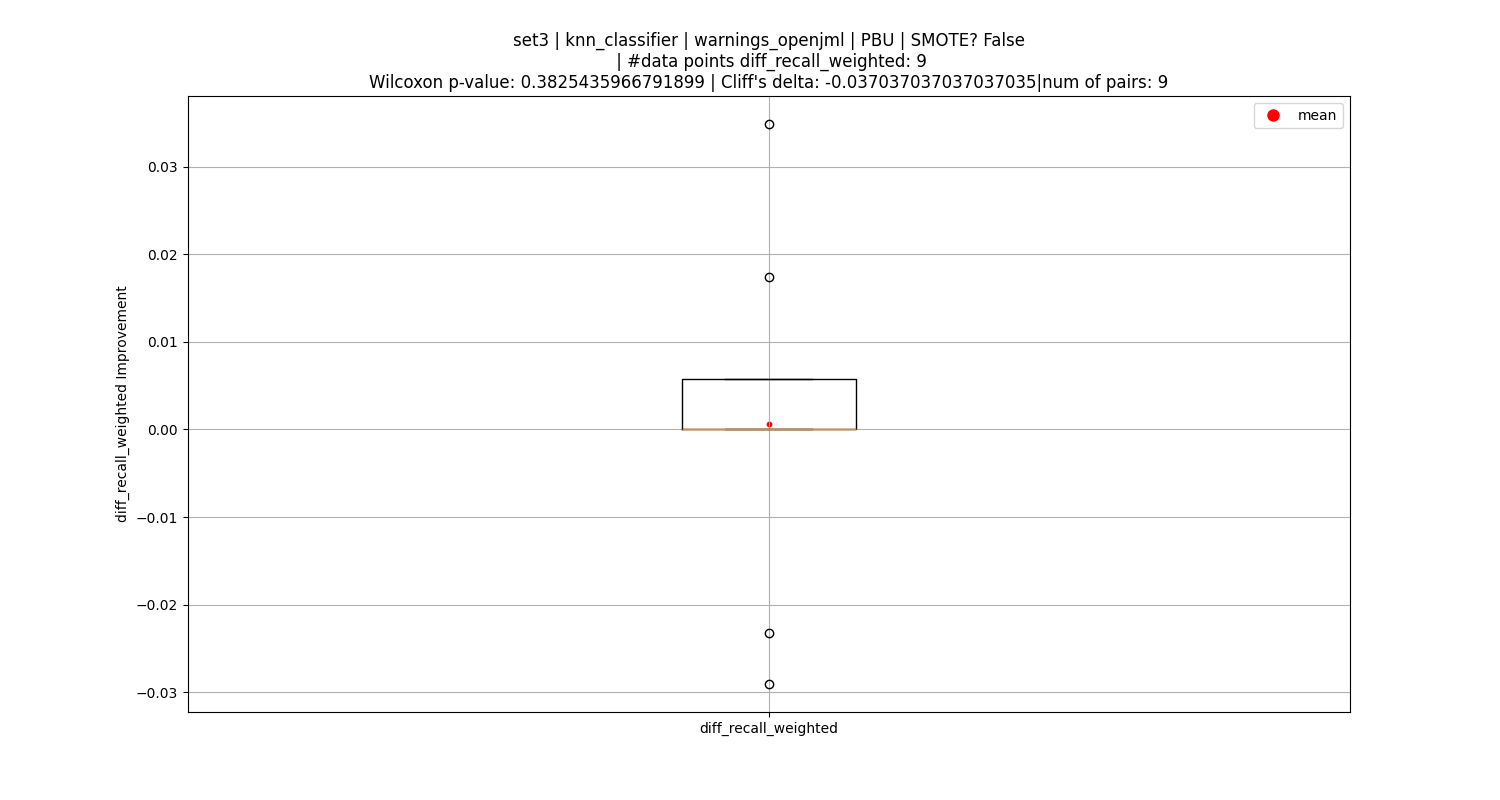 set3 | knn_classifier | warnings_openjml | PBU | SMOTE? False
| #data points diff_recall_weighted: 9
Wilcoxon p-value: 0.3825435966791899 | Cliff's delta: -0.037037037037037035|num of pairs: 9
mean
0.03
0.02
0.01
0.00
−0.01
−0.02
−0.03
diff_recall_weighted Improvement
diff_recall_weighted